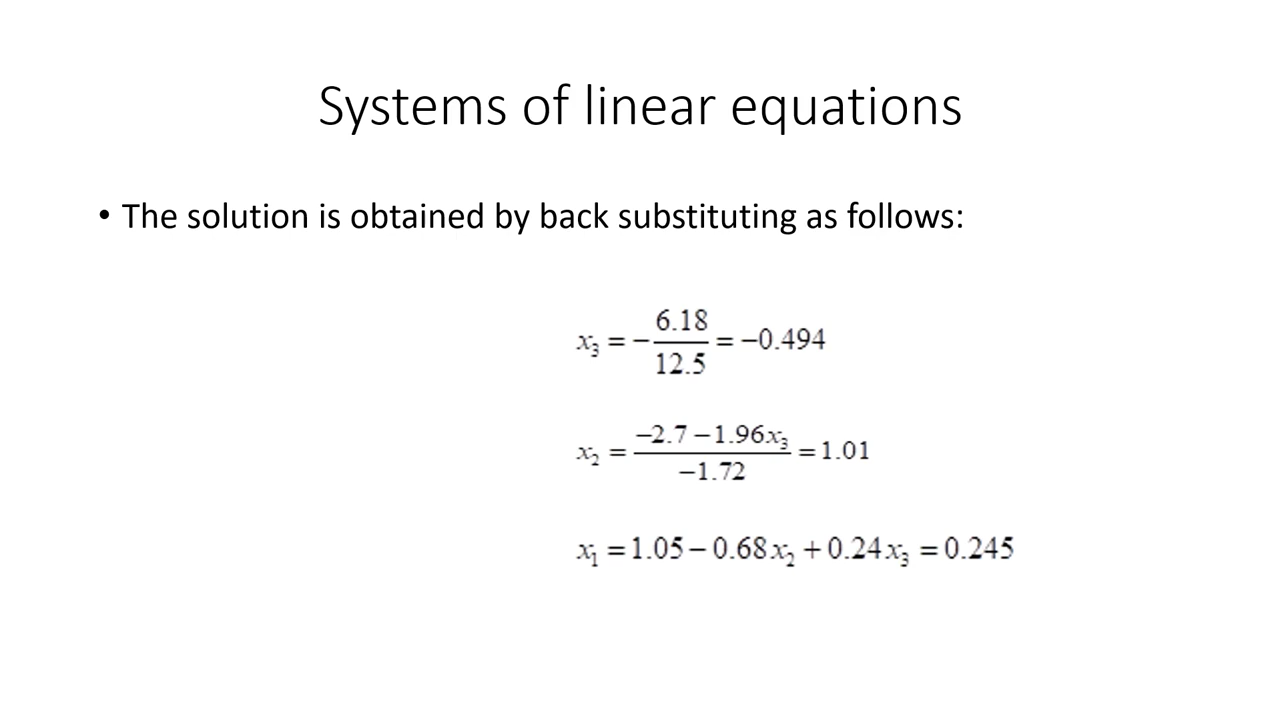 Systems of linear equations
• The solution is obtained by back substituting as follows:
x₃ = −6.18/12.5 = −0.494
x₂ = (−2.7 − 1.96x₃)/(−1.72) = 1.01
x₁ = 1.05 − 0.68x₂ + 0.24x₃ = 0.245